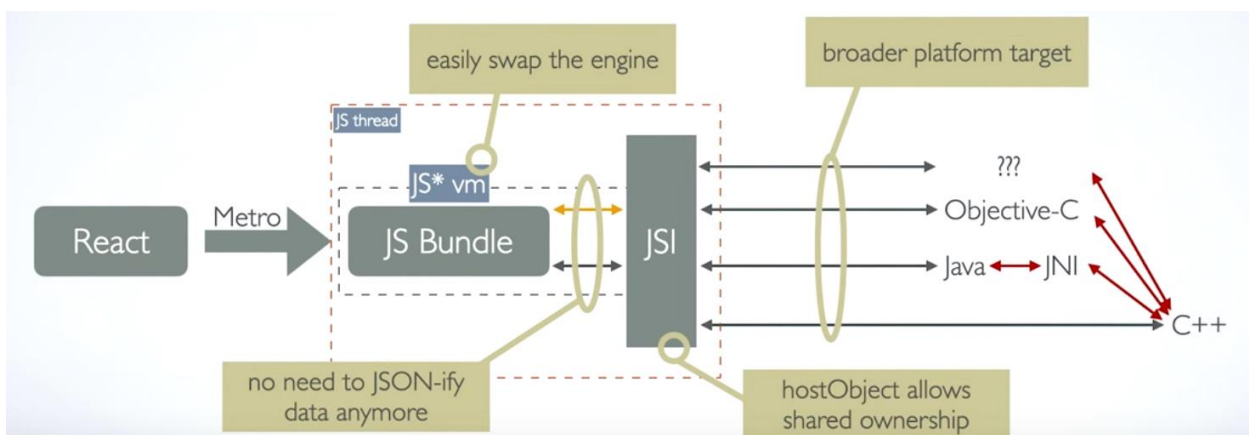 easily swap the engine
broader platform target
JS thread
JS* vm
React
Metro
JS Bundle
JSI
???
Objective-C
Java
JNI
C++
no need to JSON-ify
data anymore
hostObject allows
shared ownership